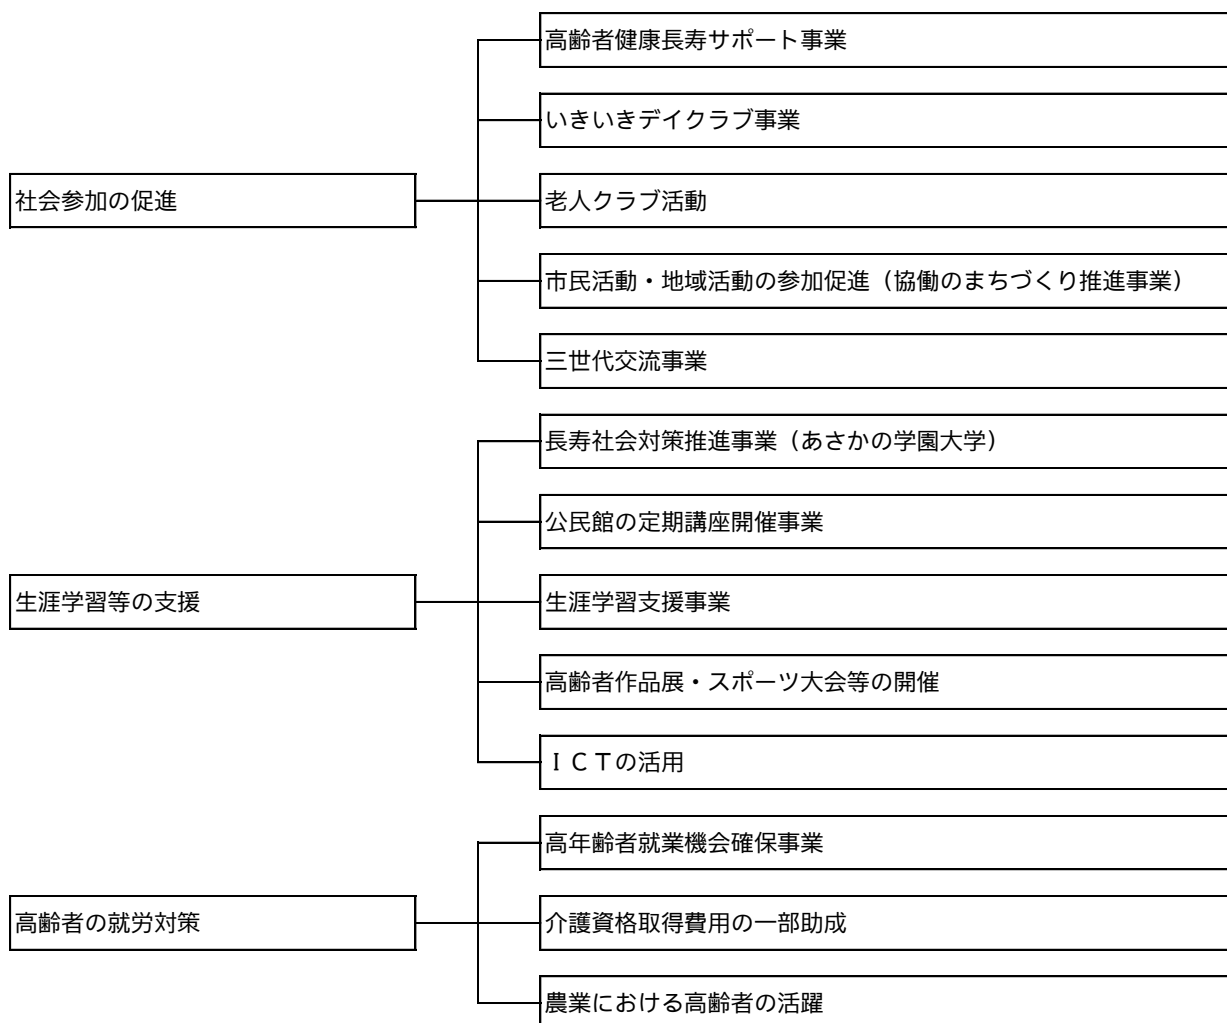 社会参加の促進
高齢者健康長寿サポート事業
いきいきデイクラブ事業
老人クラブ活動
市民活動・地域活動の参加促進（協働のまちづくり推進事業）
三世代交流事業
生涯学習等の支援
長寿社会対策推進事業（あさかの学園大学）
公民館の定期講座開催事業
生涯学習支援事業
高齢者作品展・スポーツ大会等の開催
ＩＣＴの活用
高齢者の就労対策
高年齢者就業機会確保事業
介護資格取得費用の一部助成
農業における高齢者の活躍